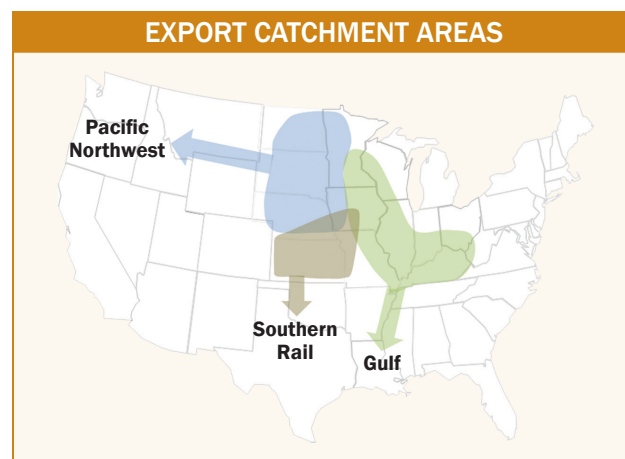 EXPORT CATCHMENT AREAS
Pacific
Northwest
Southern
Rail
Gulf